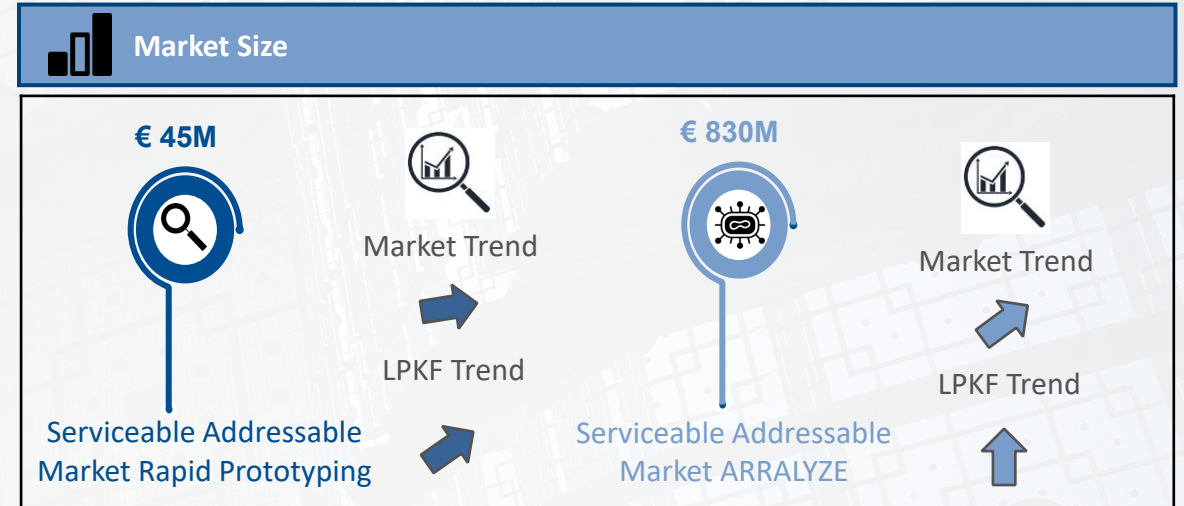 Market Size
€ 45M
Market Trend
LPKF Trend
Serviceable Addressable
Market Rapid Prototyping
€ 830M
Market Trend
LPKF Trend
Serviceable Addressable
Market ARRALYZE